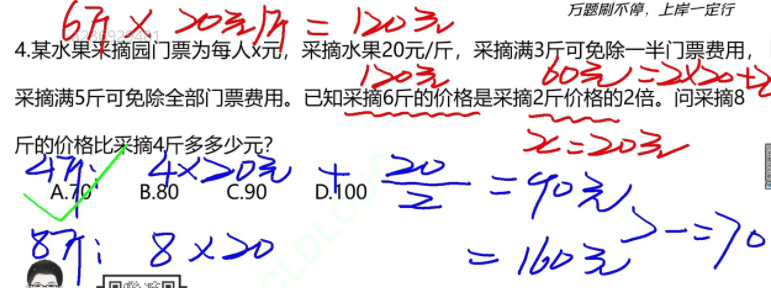 万题刷不停，上岸一定行
6斤 × 20元/斤 = 120元
4.某水果采摘园门票为每人x元，采摘水果20元/斤，采摘满3斤可免除一半门票费用，
120元 60元=2×20+x
采摘满5斤可免除全部门票费用。已知采摘6斤的价格是采摘2斤价格的2倍。问采摘8
斤的价格比采摘4斤多多少元?
x=20元
4斤: 4×20元 + 20/2 = 90元
A.70 B.80 C.90 D.100
8斤: 8×20 = 160元 >-=70